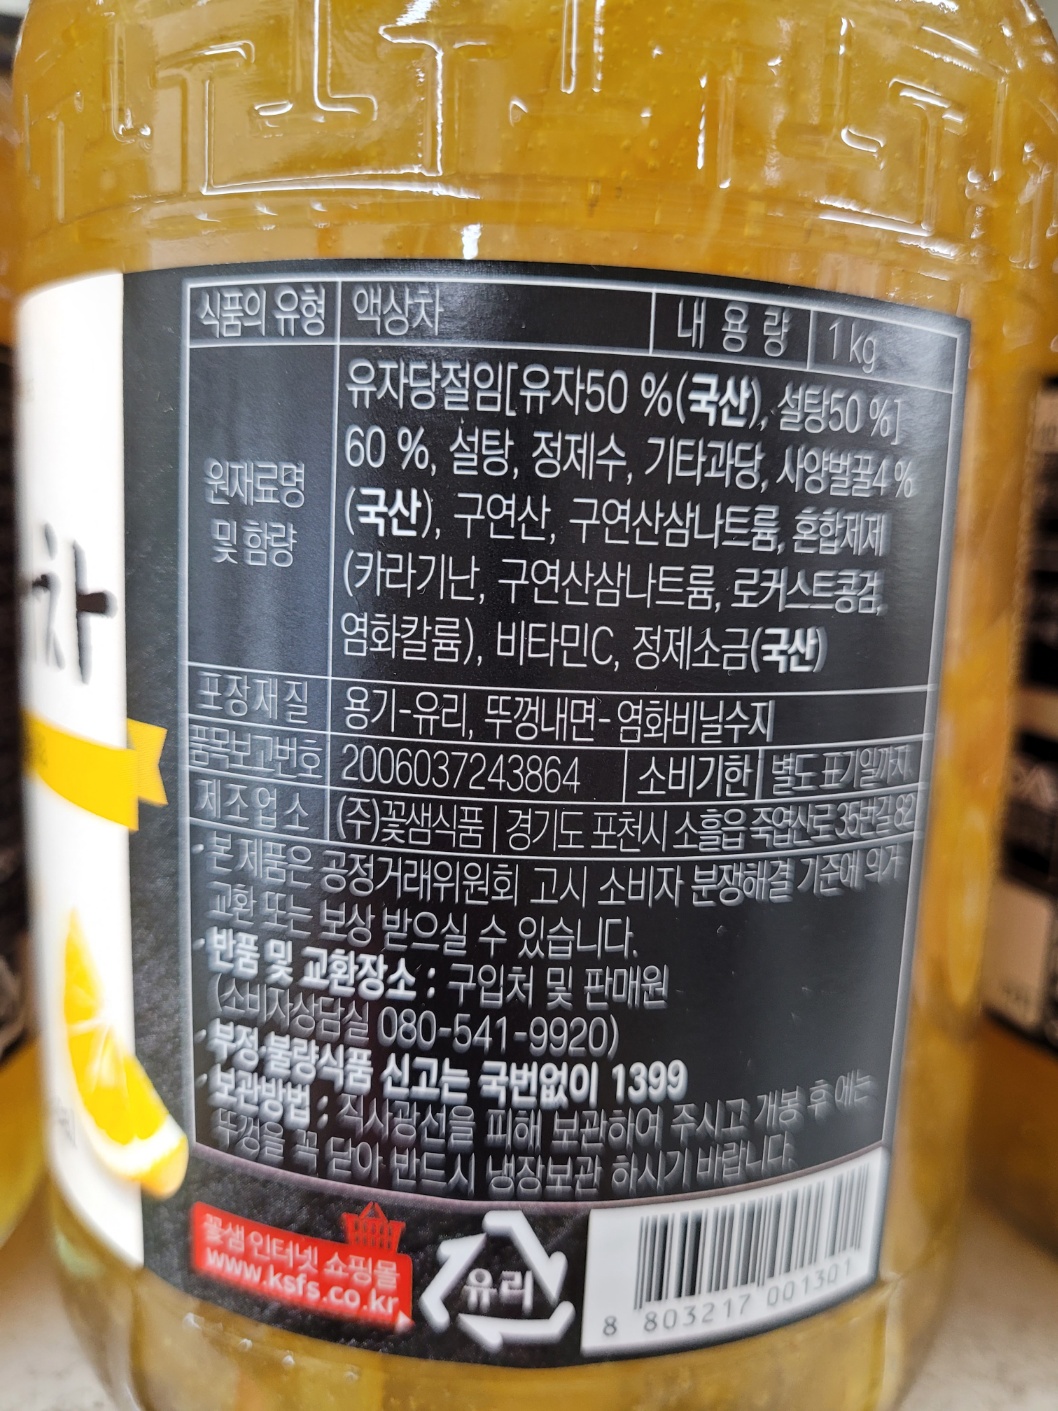 차
식품의 유형 액상차 내 용 량 1 kg
원재료명 및 함량
유자당절임[유자50 %(국산), 설탕50 %]
60 %, 설탕, 정제수, 기타과당, 사양벌꿀4 %
(국산), 구연산, 구연산삼나트륨, 혼합제제
(카라기난, 구연산삼나트륨, 로커스트콩검,
염화칼륨), 비타민C, 정제소금(국산)
포장재질 용기-유리, 뚜껑내면-염화비닐수지
품목보고번호 2006037243864 소비기한 별도 표기일까지
제조업소 (주)꽃샘식품 | 경기도 포천시 소흘읍 죽엽산로 35번길 82
·본 제품은 공정거래위원회 고시 소비자 분쟁해결 기준에 의거
교환 또는 보상 받으실 수 있습니다.
·반품 및 교환장소 : 구입처 및 판매원
(소비자상담실 080-541-9920)
·부정·불량식품 신고는 국번없이 1399
·보관방법 : 직사광선을 피해 보관하여 주시고 개봉 후에는
뚜껑을 꼭 닫아 반드시 냉장보관 하시기 바랍니다.
꽃샘 인터넷 쇼핑몰
www.ksfs.co.kr
유리
8 803217 001301